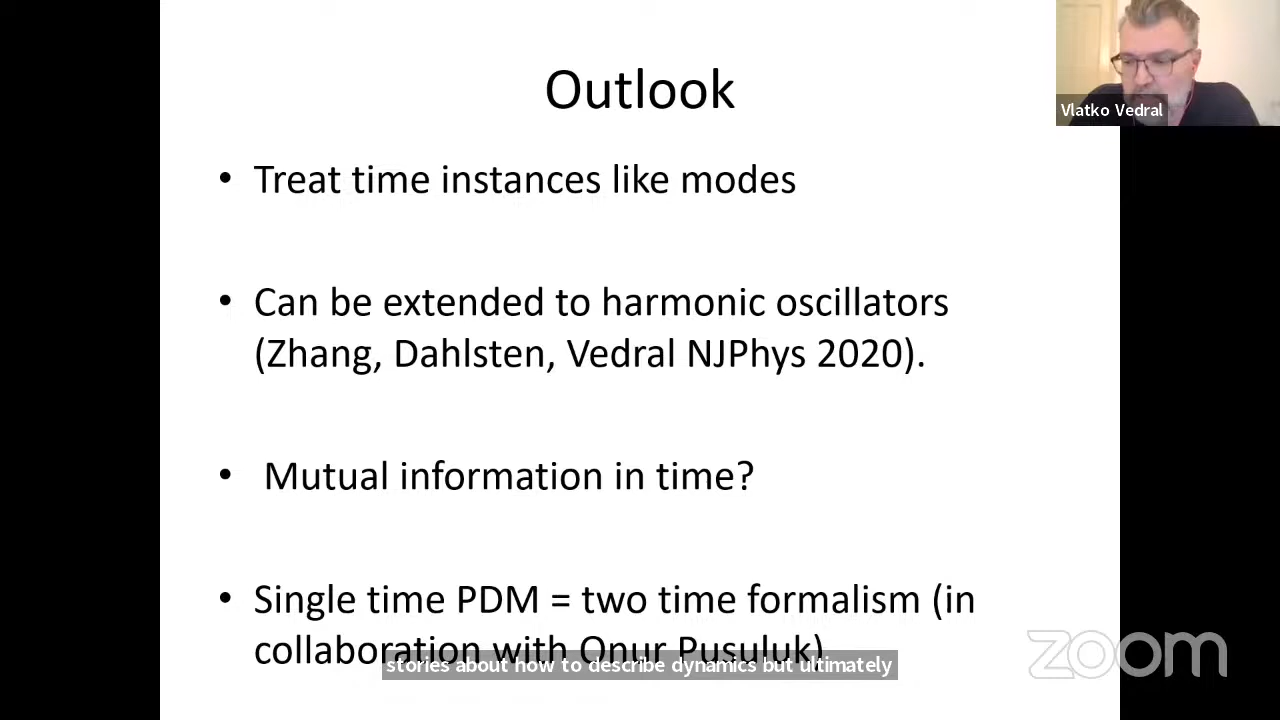 Outlook
Vlatko Vedral
• Treat time instances like modes
• Can be extended to harmonic oscillators
(Zhang, Dahlsten, Vedral NJPhys 2020).
• Mutual information in time?
• Single time PDM = two time formalism (in
collaboration with Onur Pusuluk)
stories about how to describe dynamics but ultimately
zoom